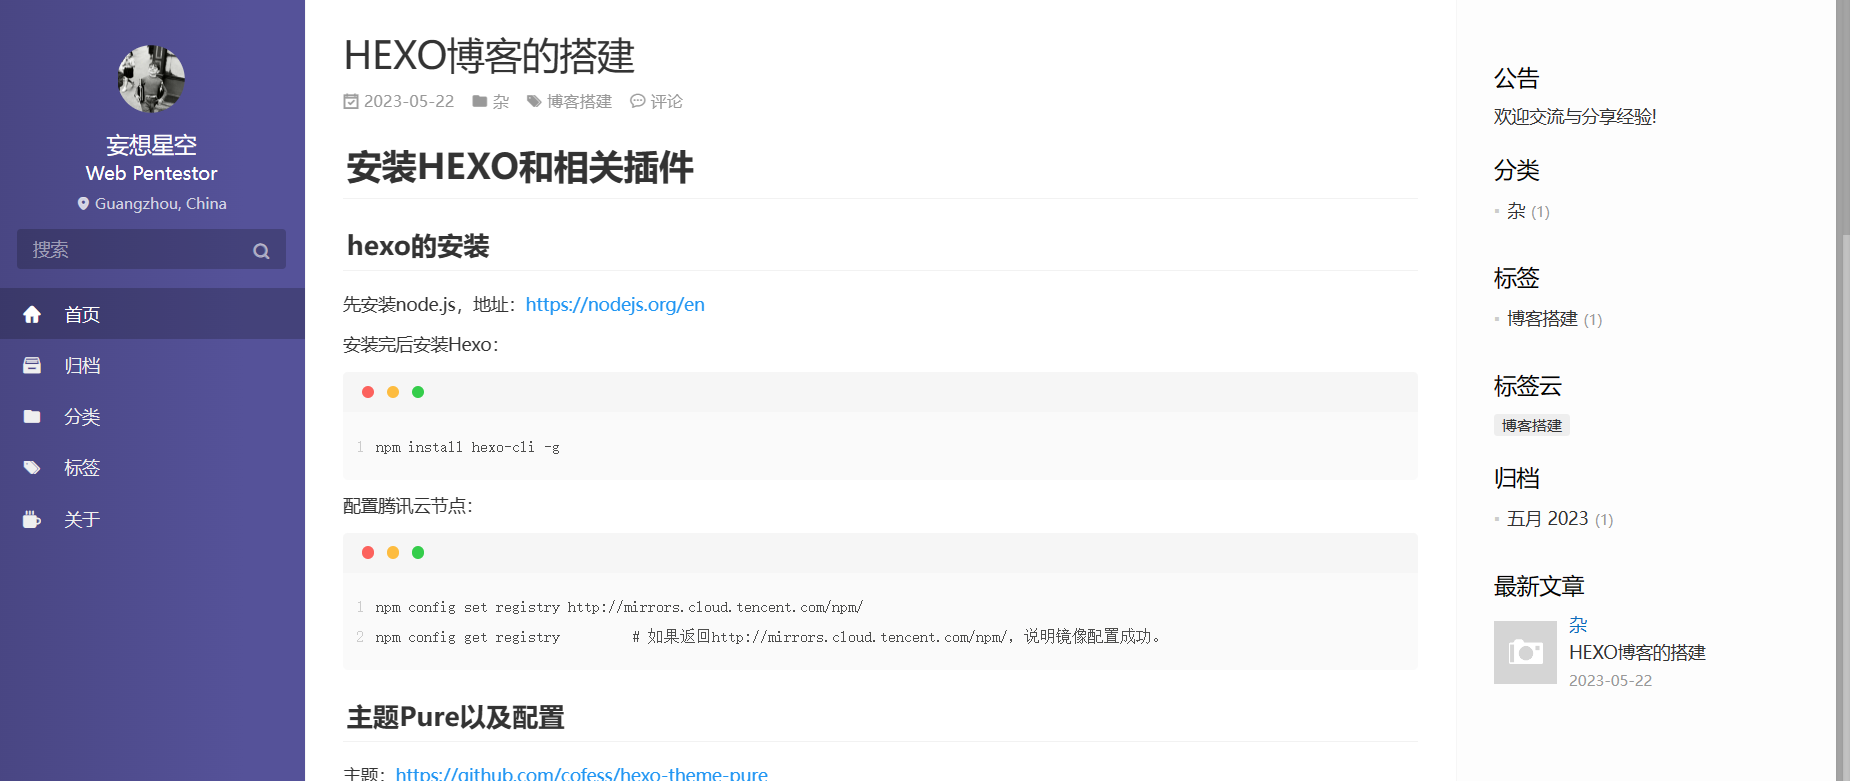 妄想星空
Web Pentestor
Guangzhou, China
搜索
首页
归档
分类
标签
关于
HEXO博客的搭建
2023-05-22 杂 博客搭建 评论
安装HEXO和相关插件
hexo的安装
先安装node.js，地址：https://nodejs.org/en
安装完后安装Hexo：
1 npm install hexo-cli -g
配置腾讯云节点：
1 npm config set registry http://mirrors.cloud.tencent.com/npm/
2 npm config get registry # 如果返回http://mirrors.cloud.tencent.com/npm/，说明镜像配置成功。
主题Pure以及配置
主题：https://github.com/cofess/hexo-theme-pure
公告
欢迎交流与分享经验!
分类
杂 (1)
标签
博客搭建 (1)
标签云
博客搭建
归档
五月 2023 (1)
最新文章
杂
HEXO博客的搭建
2023-05-22